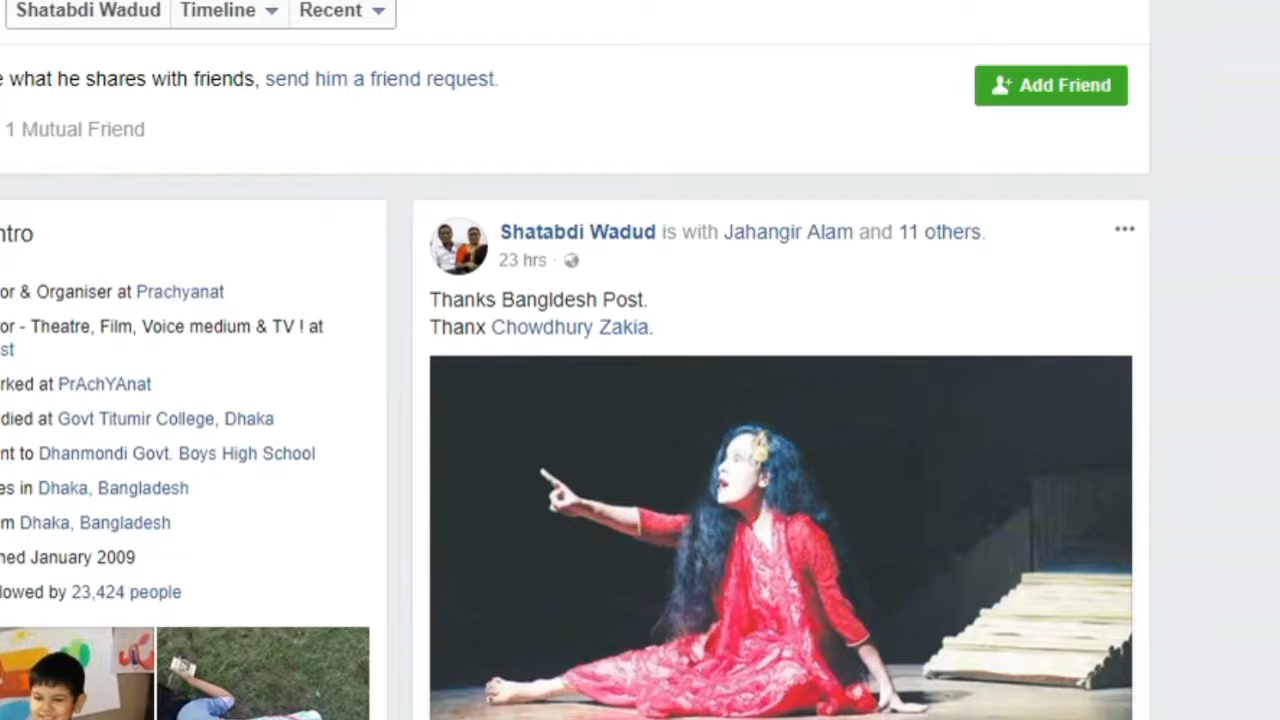 Shatabdi Wadud Timeline Recent
what he shares with friends, send him a friend request.
Add Friend
1 Mutual Friend
Shatabdi Wadud is with Jahangir Alam and 11 others.
23 hrs ·
Thanks Bangldesh Post.
Thanx Chowdhury Zakia.
ntro
or & Organiser at Prachyanat
or - Theatre, Film, Voice medium & TV ! at
st
rked at PrAchYAnat
died at Govt Titumir College, Dhaka
nt to Dhanmondi Govt. Boys High School
es in Dhaka, Bangladesh
m Dhaka, Bangladesh
ned January 2009
lowed by 23,424 people